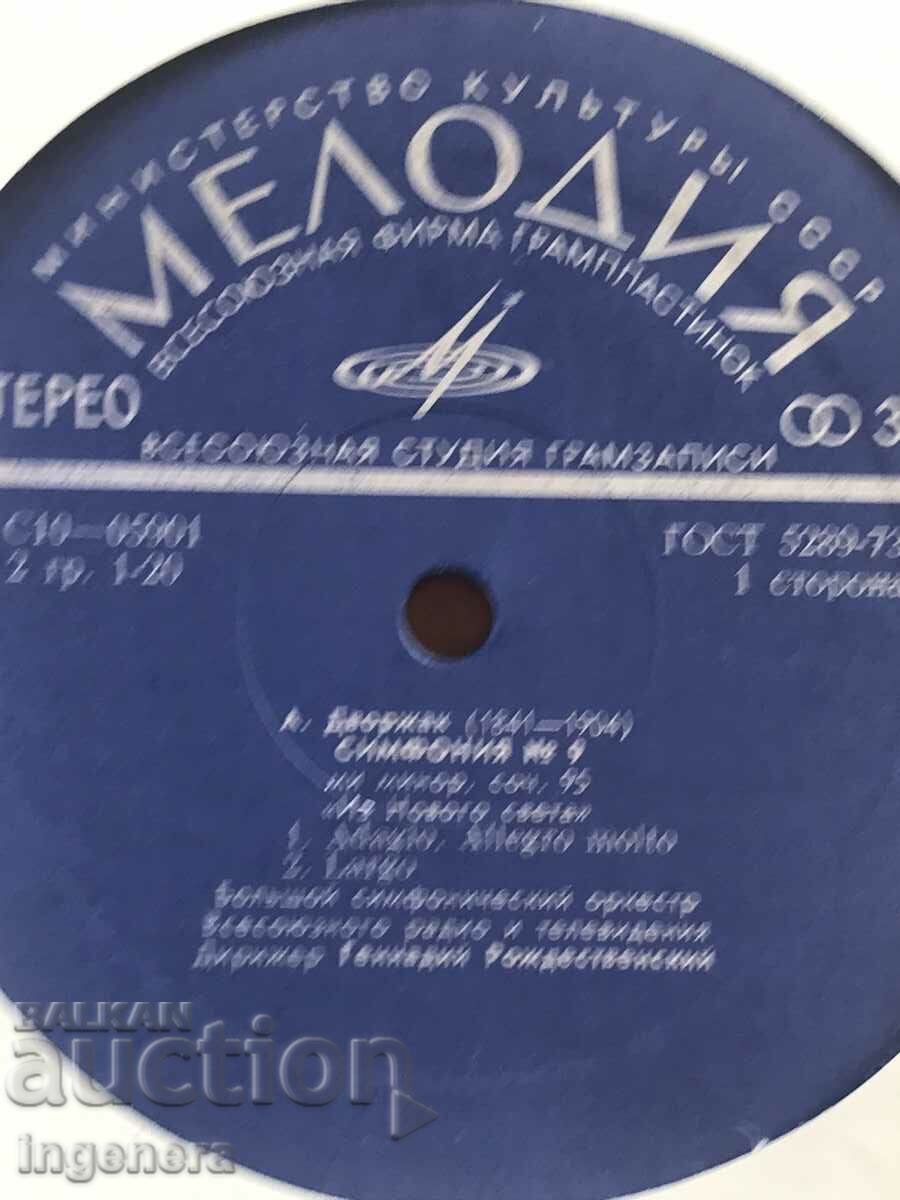 МИНИСТЕРСТВО КУЛЬТУРЫ СССР
МЕЛОДИЯ
ВСЕСОЮЗНАЯ ФИРМА ГРАМПЛАСТИНОК
ТЕРЕО
3
ВСЕСОЮЗНАЯ СТУДИЯ ГРАМЗАПИСИ
С10—05901
ГОСТ 5289-73
2 гр. 1-20
1 сторона
А. Дворжак (1841—1904)
СИМФОНИЯ № 9
ми минор, соч. 95
«Из Нового света»
1. Adagio. Allegro molto
2. Largo
Большой симфонический оркестр
Всесоюзного радио и телевидения
Дирижер Геннадий Рождественский
BALKAN
auction
ingenera